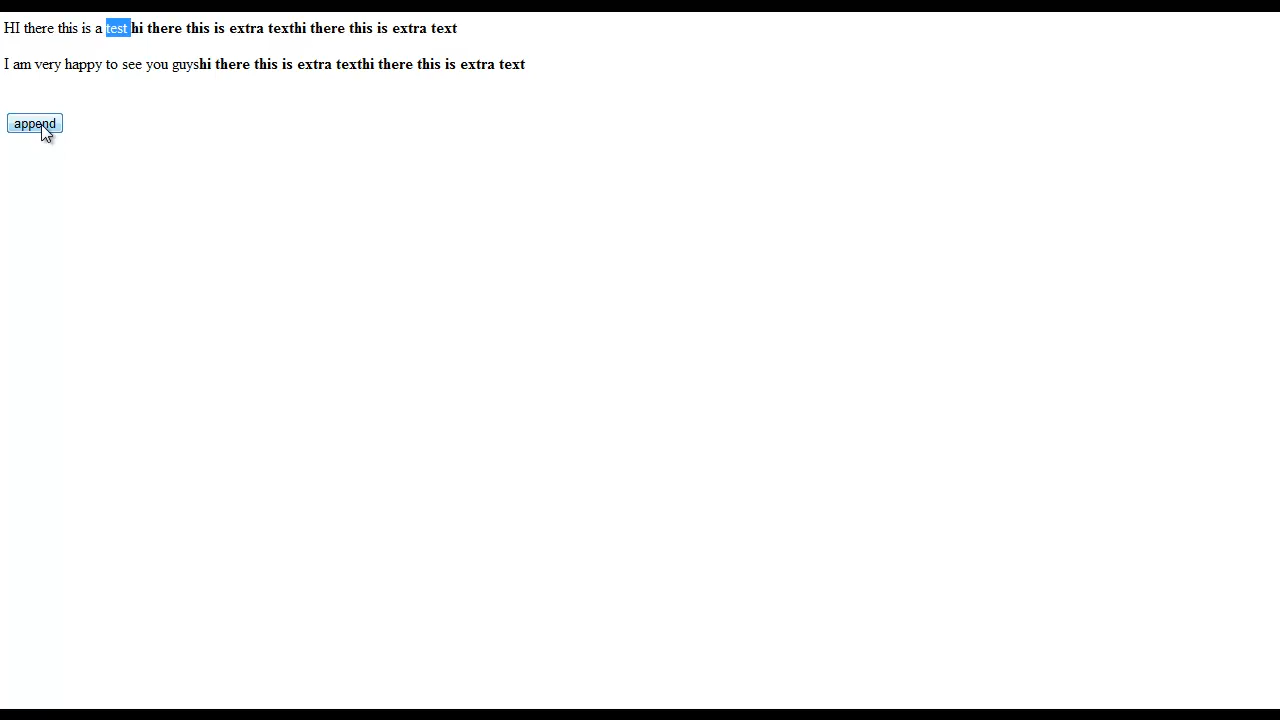 HI there this is a test hi there this is extra texthi there this is extra text
I am very happy to see you guyshi there this is extra texthi there this is extra text
append